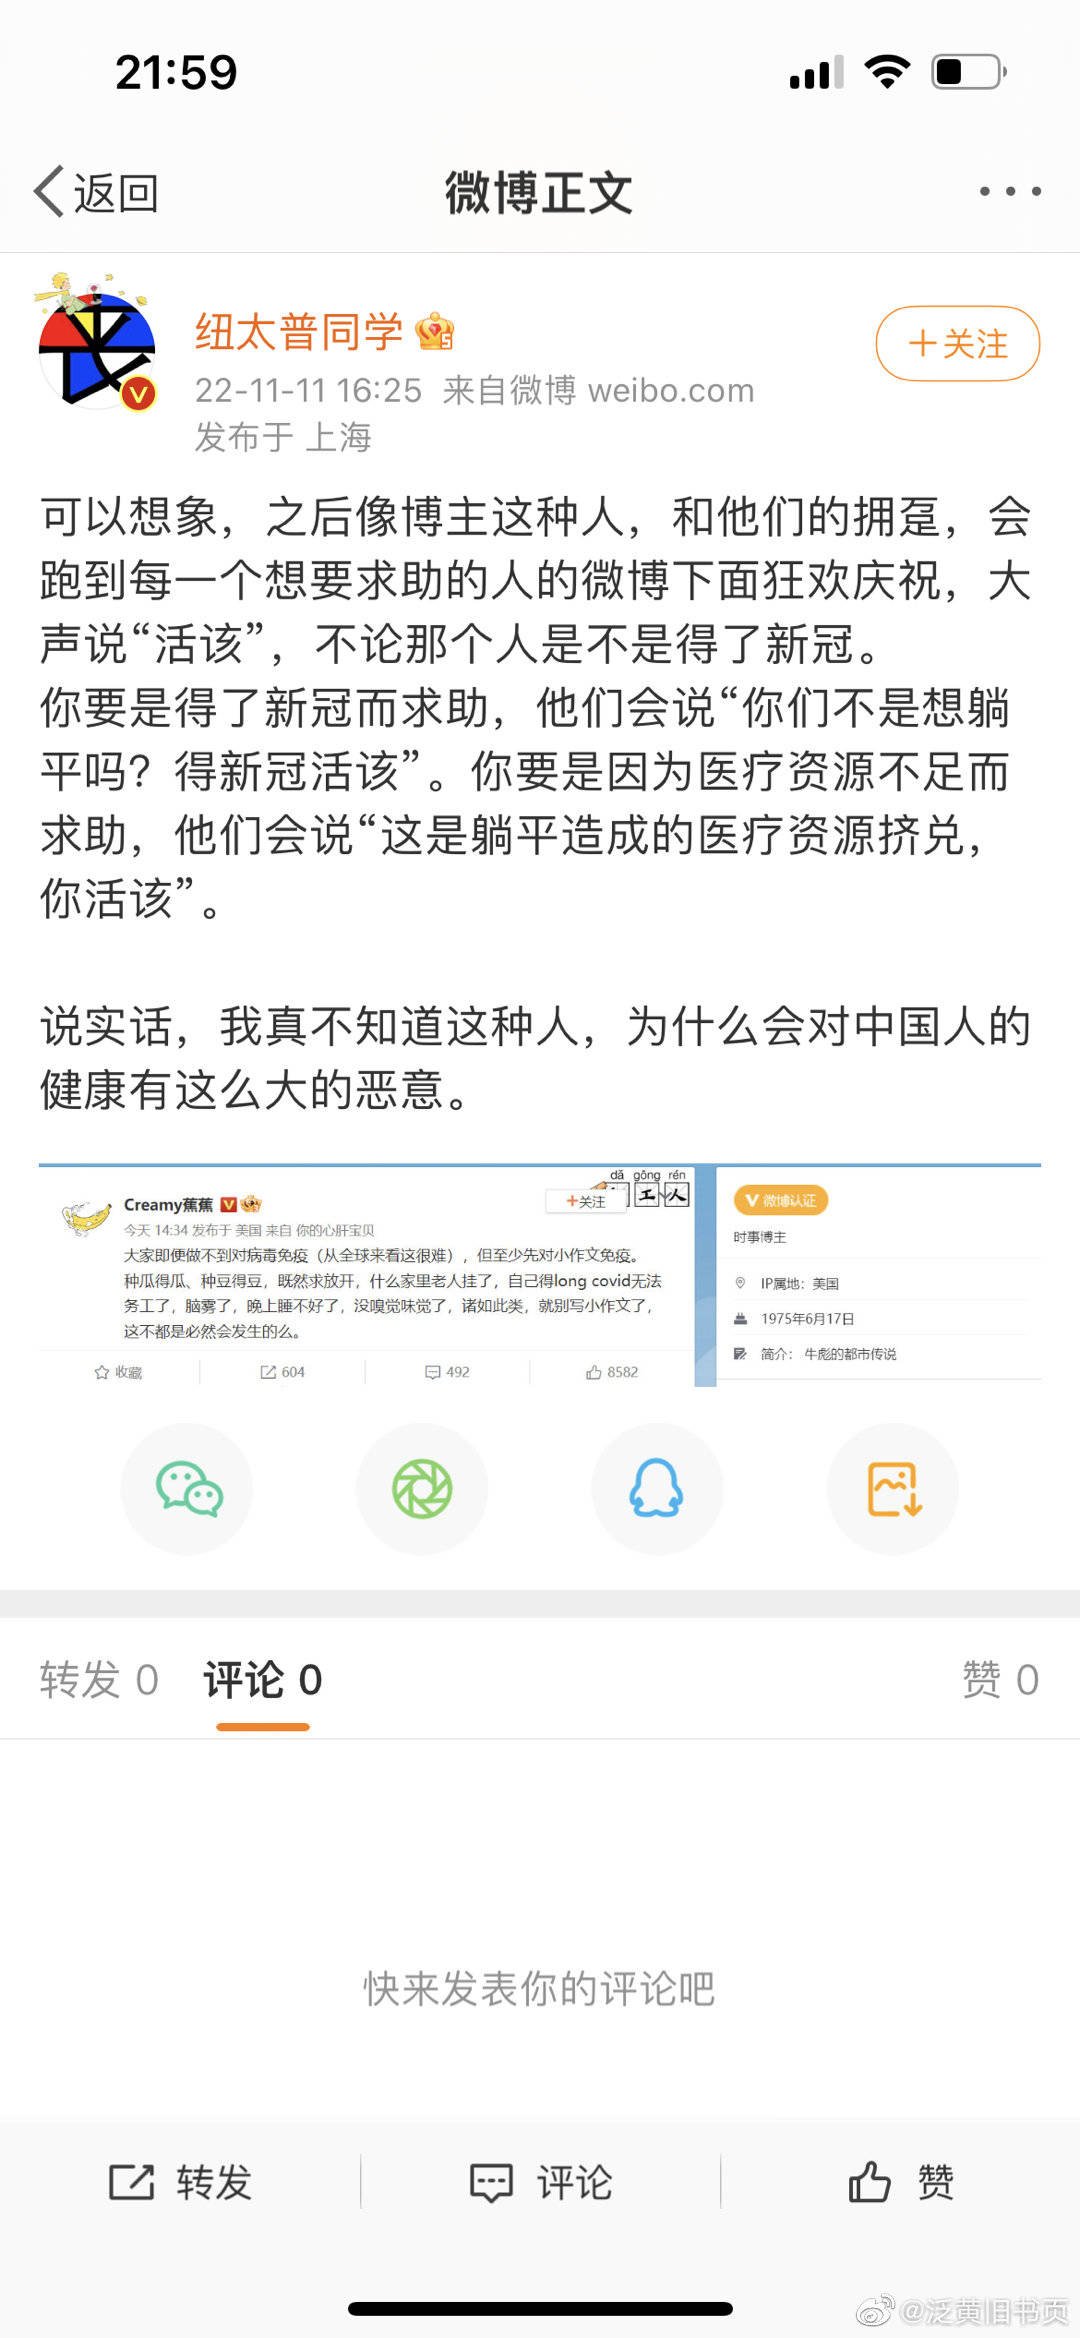 21:59
返回
微博正文
纽太普同学
22-11-11 16:25 来自微博 weibo.com
发布于 上海
+关注
可以想象，之后像博主这种人，和他们的拥趸，会
跑到每一个想要求助的人的微博下面狂欢庆祝，大
声说“活该”，不论那个人是不是得了新冠。
你要是得了新冠而求助，他们会说“你们不是想躺
平吗？得新冠活该”。你要是因为医疗资源不足而
求助，他们会说“这是躺平造成的医疗资源挤兑，
你活该”。
说实话，我真不知道这种人，为什么会对中国人的
健康有这么大的恶意。
dǎ gōng rén
工人
Creamy蕉蕉
+关注
今天 14:34 发布于 美国 来自 你的心肝宝贝
大家即便做不到对病毒免疫（从全球来看这很难），但至少先对小作文免疫。
种瓜得瓜、种豆得豆，既然求放开，什么家里老人挂了，自己得long covid无法
务工了，脑雾了，晚上睡不好了，没嗅觉味觉了，诸如此类，就别写小作文了，
这不都是必然会发生的么。
收藏
604
492
8582
微博认证
时事博主
IP属地：美国
1975年6月17日
简介： 牛彪的都市传说
转发 0
评论 0
赞 0
快来发表你的评论吧
转发
评论
赞
@泛黄旧书页